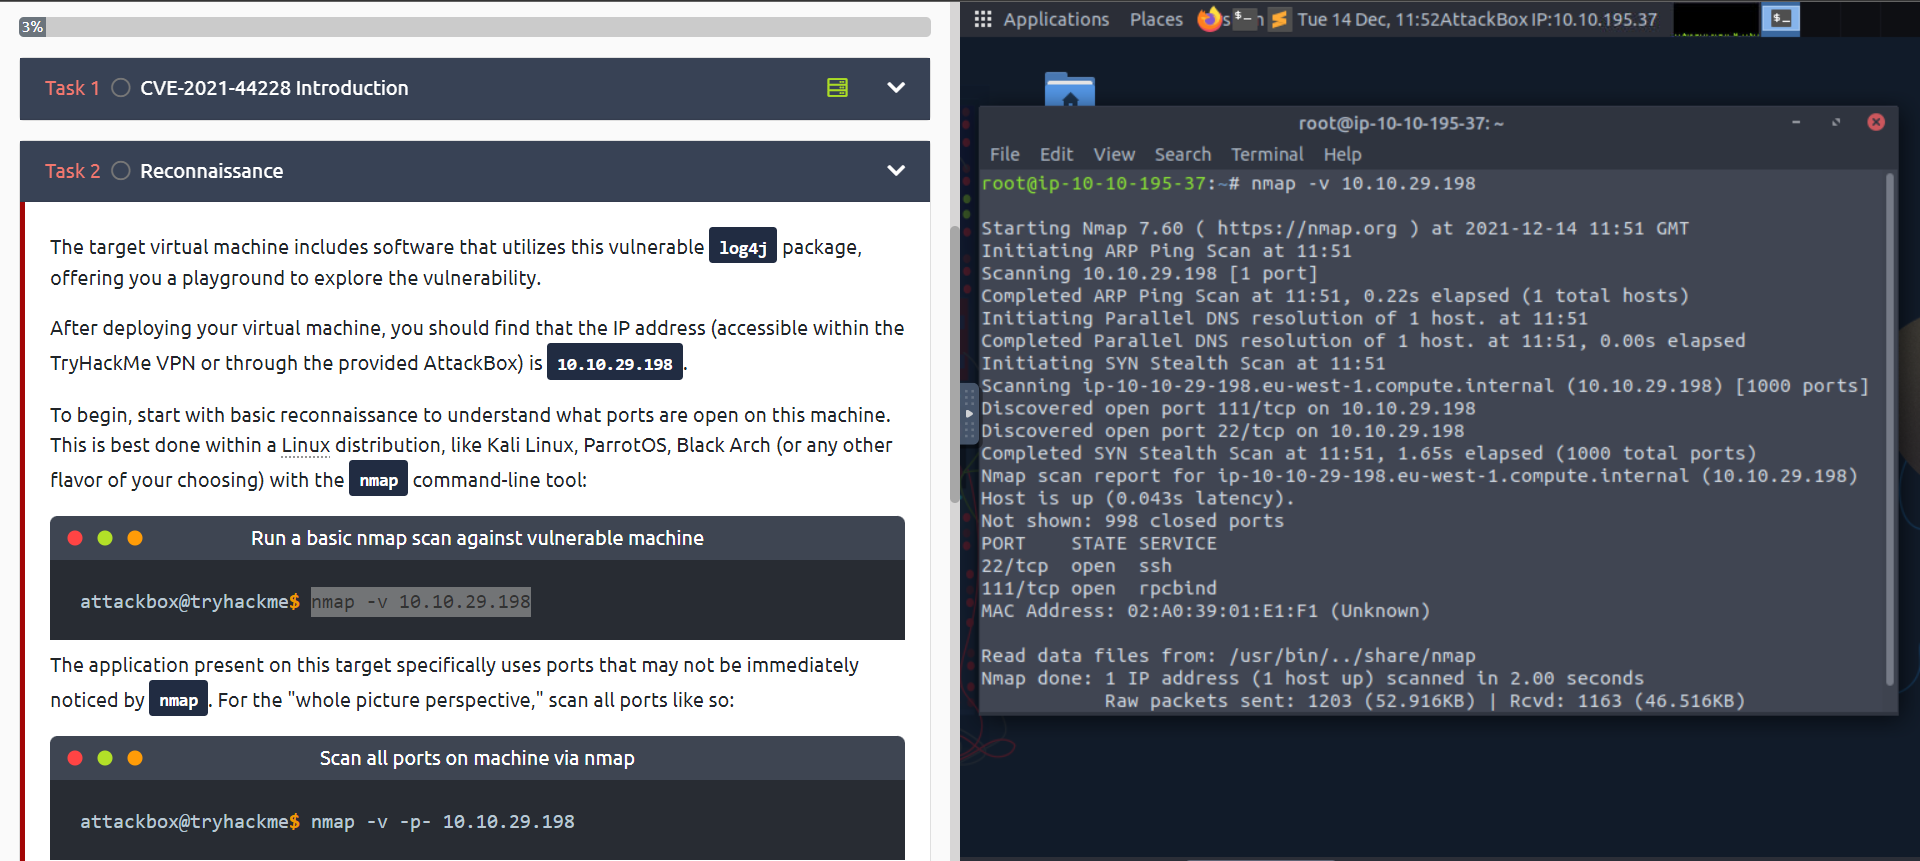 3%
Task 1 CVE-2021-44228 Introduction
Task 2 Reconnaissance
The target virtual machine includes software that utilizes this vulnerable log4j package,
offering you a playground to explore the vulnerability.
After deploying your virtual machine, you should find that the IP address (accessible within the
TryHackMe VPN or through the provided AttackBox) is 10.10.29.198.
To begin, start with basic reconnaissance to understand what ports are open on this machine.
This is best done within a Linux distribution, like Kali Linux, ParrotOS, Black Arch (or any other
flavor of your choosing) with the nmap command-line tool:
Run a basic nmap scan against vulnerable machine
attackbox@tryhackme$ nmap -v 10.10.29.198
The application present on this target specifically uses ports that may not be immediately
noticed by nmap. For the "whole picture perspective," scan all ports like so:
Scan all ports on machine via nmap
attackbox@tryhackme$ nmap -v -p- 10.10.29.198
Applications Places Tue 14 Dec, 11:52AttackBox IP:10.10.195.37
root@ip-10-10-195-37: ~
File Edit View Search Terminal Help
root@ip-10-10-195-37:~# nmap -v 10.10.29.198
Starting Nmap 7.60 ( https://nmap.org ) at 2021-12-14 11:51 GMT
Initiating ARP Ping Scan at 11:51
Scanning 10.10.29.198 [1 port]
Completed ARP Ping Scan at 11:51, 0.22s elapsed (1 total hosts)
Initiating Parallel DNS resolution of 1 host. at 11:51
Completed Parallel DNS resolution of 1 host. at 11:51, 0.00s elapsed
Initiating SYN Stealth Scan at 11:51
Scanning ip-10-10-29-198.eu-west-1.compute.internal (10.10.29.198) [1000 ports]
Discovered open port 111/tcp on 10.10.29.198
Discovered open port 22/tcp on 10.10.29.198
Completed SYN Stealth Scan at 11:51, 1.65s elapsed (1000 total ports)
Nmap scan report for ip-10-10-29-198.eu-west-1.compute.internal (10.10.29.198)
Host is up (0.043s latency).
Not shown: 998 closed ports
PORT STATE SERVICE
22/tcp open ssh
111/tcp open rpcbind
MAC Address: 02:A0:39:01:E1:F1 (Unknown)
Read data files from: /usr/bin/../share/nmap
Nmap done: 1 IP address (1 host up) scanned in 2.00 seconds
Raw packets sent: 1203 (52.916KB) | Rcvd: 1163 (46.516KB)